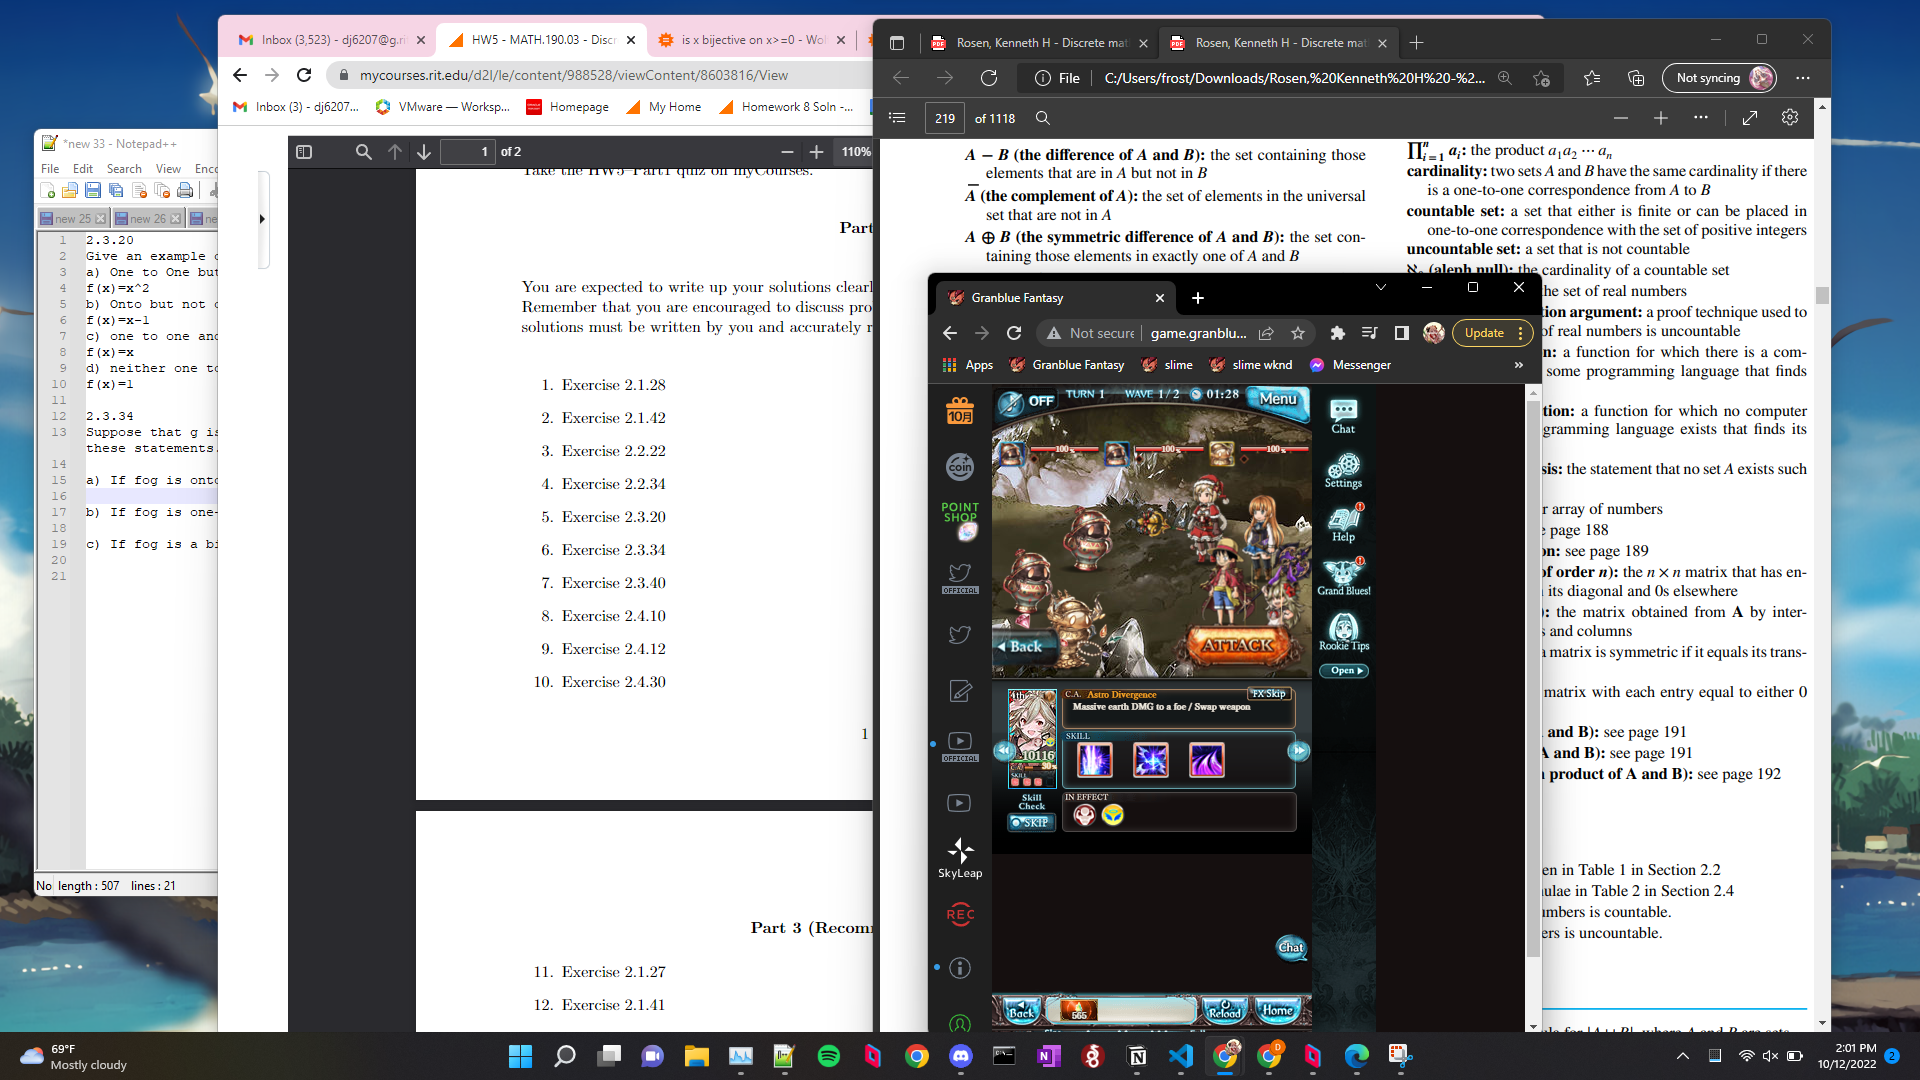 Inbox (3,523) - dj6207@g.ri
HW5 - MATH.190.03 - Discr
is x bijective on x>=0 - Wol
mycourses.rit.edu/d2l/le/content/988528/viewContent/8603816/View
Inbox (3) - dj6207...
VMware — Worksp...
Homepage
My Home
Homework 8 Soln -...
1 of 2
110%
Take the HW5–Part1 quiz on myCourses.
Part
You are expected to write up your solutions clearl
Remember that you are encouraged to discuss pro
solutions must be written by you and accurately r
1. Exercise 2.1.28
2. Exercise 2.1.42
3. Exercise 2.2.22
4. Exercise 2.2.34
5. Exercise 2.3.20
6. Exercise 2.3.34
7. Exercise 2.3.40
8. Exercise 2.4.10
9. Exercise 2.4.12
10. Exercise 2.4.30
1
Part 3 (Recom
11. Exercise 2.1.27
12. Exercise 2.1.41
*new 33 - Notepad++
File Edit Search View Enco
new 25
new 26
ne
1 2.3.20
2 Give an example o
3 a) One to One but
4 f(x)=x^2
5 b) Onto but not o
6 f(x)=x-1
7 c) one to one and
8 f(x)=x
9 d) neither one to
10 f(x)=1
11
12 2.3.34
13 Suppose that g is
these statements.
14
15 a) If fog is onto
16
17 b) If fog is one-
18
19 c) If fog is a bi
20
21
No length : 507 lines : 21
Rosen, Kenneth H - Discrete mat
Rosen, Kenneth H - Discrete mat
File
C:/Users/frost/Downloads/Rosen,%20Kenneth%20H%20-%2...
Not syncing
219 of 1118
A − B (the difference of A and B): the set containing those
elements that are in A but not in B
A̅ (the complement of A): the set of elements in the universal
set that are not in A
A ⊕ B (the symmetric difference of A and B): the set con-
taining those elements in exactly one of A and B
∏ⁿᵢ₌₁ aᵢ: the product a₁a₂ ··· aₙ
cardinality: two sets A and B have the same cardinality if there
is a one-to-one correspondence from A to B
countable set: a set that either is finite or can be placed in
one-to-one correspondence with the set of positive integers
uncountable set: a set that is not countable
ℵ₀ (aleph null): the cardinality of a countable set
the set of real numbers
tion argument: a proof technique used to
of real numbers is uncountable
n: a function for which there is a com-
some programming language that finds
tion: a function for which no computer
gramming language exists that finds its
sis: the statement that no set A exists such
r array of numbers
e page 188
on: see page 189
of order n): the n × n matrix that has en-
its diagonal and 0s elsewhere
): the matrix obtained from A by inter-
s and columns
a matrix is symmetric if it equals its trans-
matrix with each entry equal to either 0
and B): see page 191
A and B): see page 191
product of A and B): see page 192
en in Table 1 in Section 2.2
nulae in Table 2 in Section 2.4
umbers is countable.
ers is uncountable.
Granblue Fantasy
Not secure
game.granblu...
Update
Apps
Granblue Fantasy
slime
slime wknd
Messenger
»
10月
coin
POINT
SHOP
OFFICIAL
OFFICIAL
SkyLeap
REC
OFF
TURN 1
WAVE 1/2
01:28
Menu
100%
100%
100%
Back
ATTACK
Chat
Settings
Help
Grand Blues!
Rookie Tips
Open
4th
10116
30%
SKILL
Skill
Check
SKIP
C.A. Astro Divergence
FX Skip
Massive earth DMG to a foe / Swap weapon
SKILL
IN EFFECT
Chat
Back
565
Reload
Home
69°F
Mostly cloudy
2:01 PM
10/12/2022
2